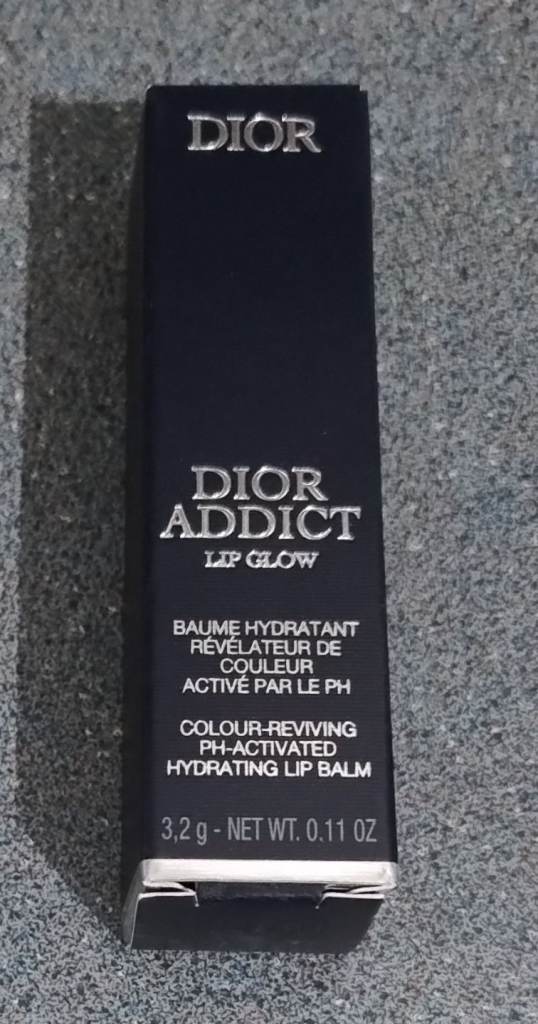 DIOR
DIOR
ADDICT
LIP GLOW
BAUME HYDRATANT
RÉVÉLATEUR DE
COULEUR
ACTIVÉ PAR LE PH
COLOUR-REVIVING
PH-ACTIVATED
HYDRATING LIP BALM
3,2 g - NET WT. 0.11 OZ